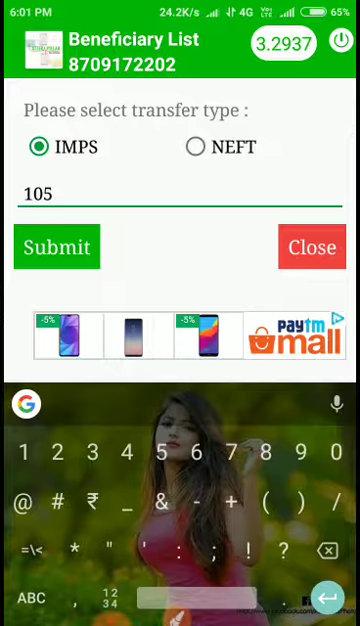 6:01 PM 24.2K/s 4G Vo LTE 65%
Beneficiary List
8709172202
3.2937
Please select transfer type :
IMPS NEFT
105
Submit Close
-5% -5% paytm
mall
G
1 2 3 4 5 6 7 8 9 0
@ # ₹ _ & - + ( ) /
=\< * " ' : ; ! ?
ABC , 12 .
34